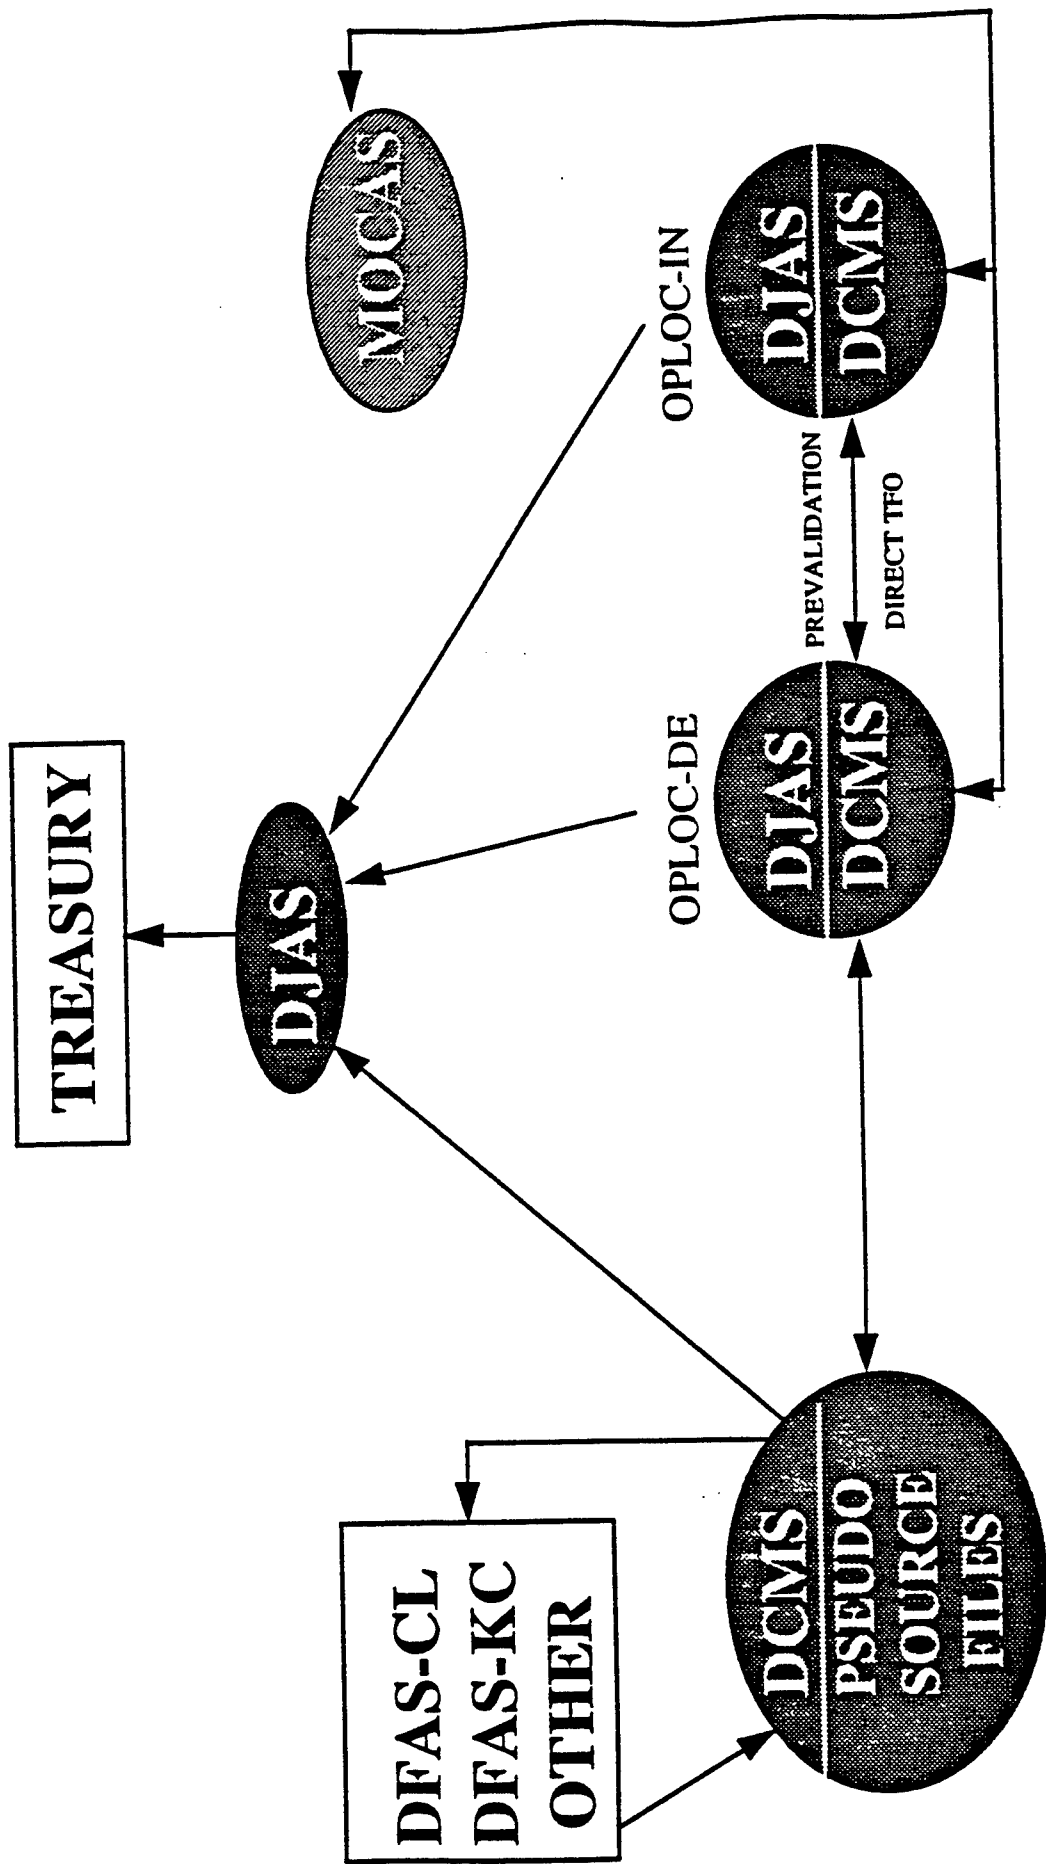 TREASURY
DJAS
MOCAS
DFAS-CL
DFAS-KC
OTHER
DCMS
PSEUDO
SOURCE
FILES
OPLOC-DE
DJAS
DCMS
PREVALIDATION
DIRECT TFO
OPLOC-IN
DJAS
DCMS